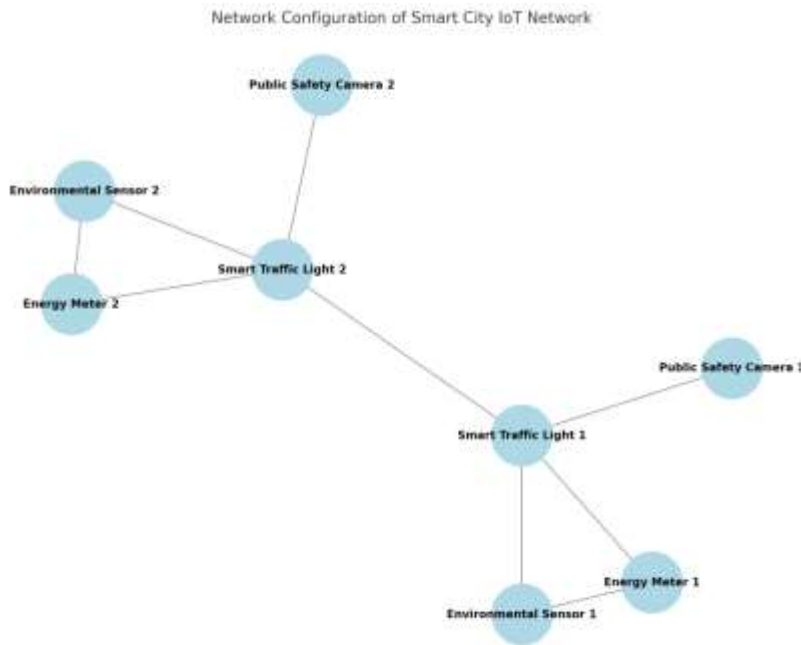 Network Configuration of Smart City IoT Network
Public Safety Camera 2
Environmental Sensor 2
Smart Traffic Light 2
Energy Meter 2
Public Safety Camera 1
Smart Traffic Light 1
Energy Meter 1
Environmental Sensor 1